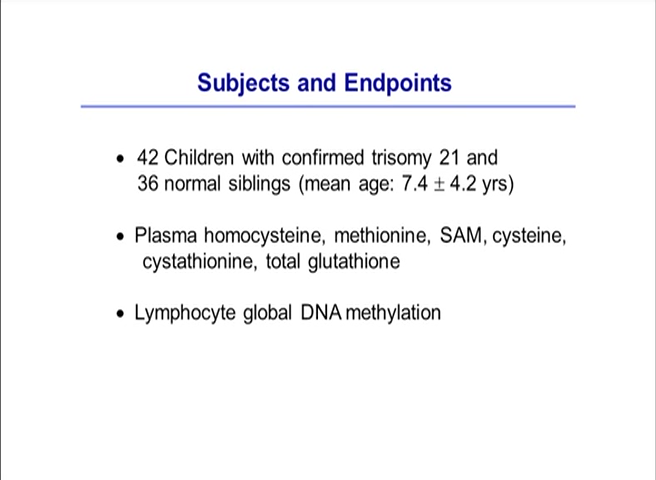 Subjects and Endpoints
• 42 Children with confirmed trisomy 21 and
36 normal siblings (mean age: 7.4 ± 4.2 yrs)
• Plasma homocysteine, methionine, SAM, cysteine,
cystathionine, total glutathione
• Lymphocyte global DNA methylation